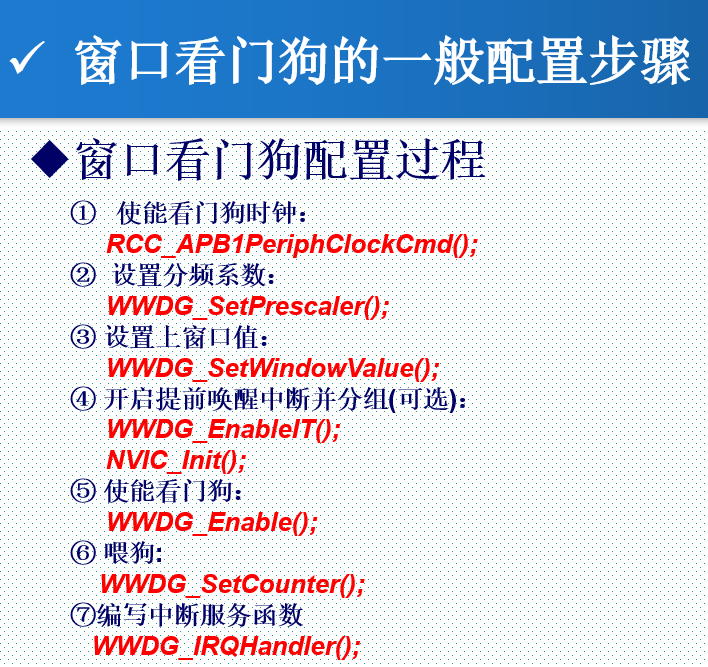 ✓ 窗口看门狗的一般配置步骤
◆窗口看门狗配置过程
① 使能看门狗时钟：
RCC_APB1PeriphClockCmd();
② 设置分频系数：
WWDG_SetPrescaler();
③ 设置上窗口值：
WWDG_SetWindowValue();
④ 开启提前唤醒中断并分组(可选)：
WWDG_EnableIT();
NVIC_Init();
⑤ 使能看门狗：
WWDG_Enable();
⑥ 喂狗:
WWDG_SetCounter();
⑦编写中断服务函数
WWDG_IRQHandler();